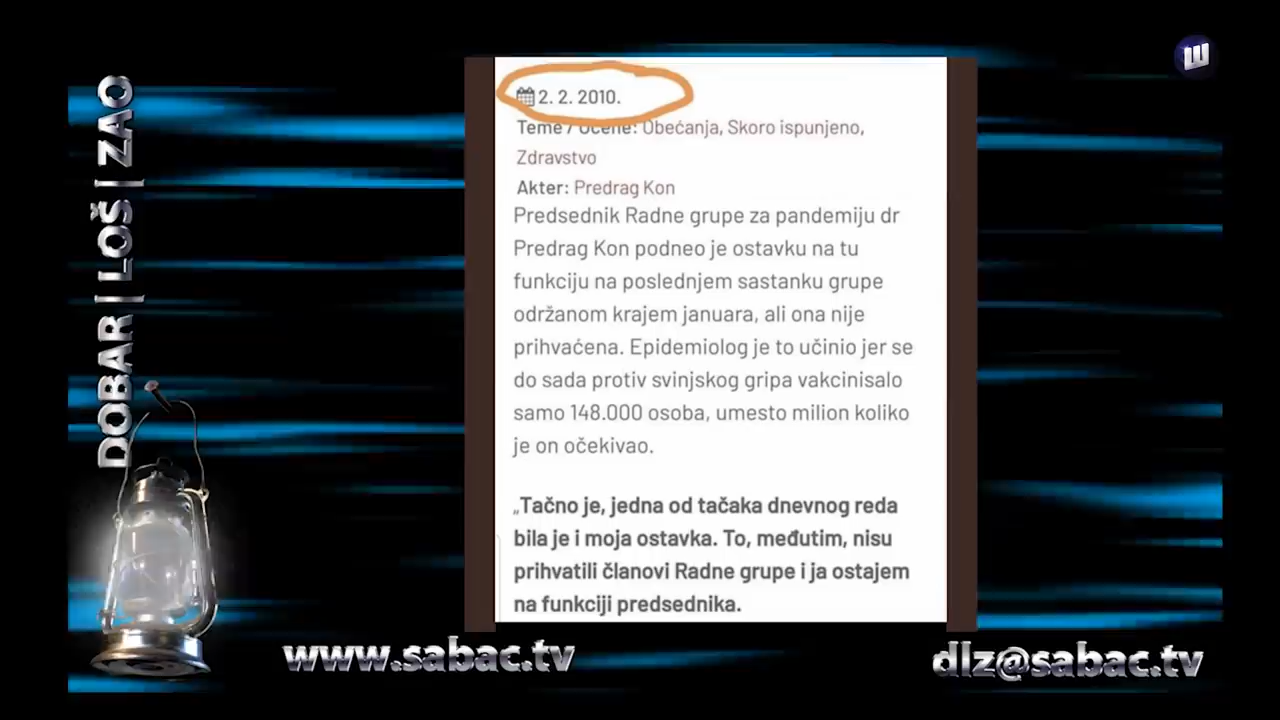 DOBAR | LOŠ | ZAO
Ш
2. 2. 2010.
Teme / Ocene: Obećanja, Skoro ispunjeno,
Zdravstvo
Akter: Predrag Kon
Predsednik Radne grupe za pandemiju dr
Predrag Kon podneo je ostavku na tu
funkciju na poslednjem sastanku grupe
održanom krajem januara, ali ona nije
prihvaćena. Epidemiolog je to učinio jer se
do sada protiv svinjskog gripa vakcinisalo
samo 148.000 osoba, umesto milion koliko
je on očekivao.
„Tačno je, jedna od tačaka dnevnog reda
bila je i moja ostavka. To, međutim, nisu
prihvatili članovi Radne grupe i ja ostajem
na funkciji predsednika.
www.sabac.tv
dlz@sabac.tv